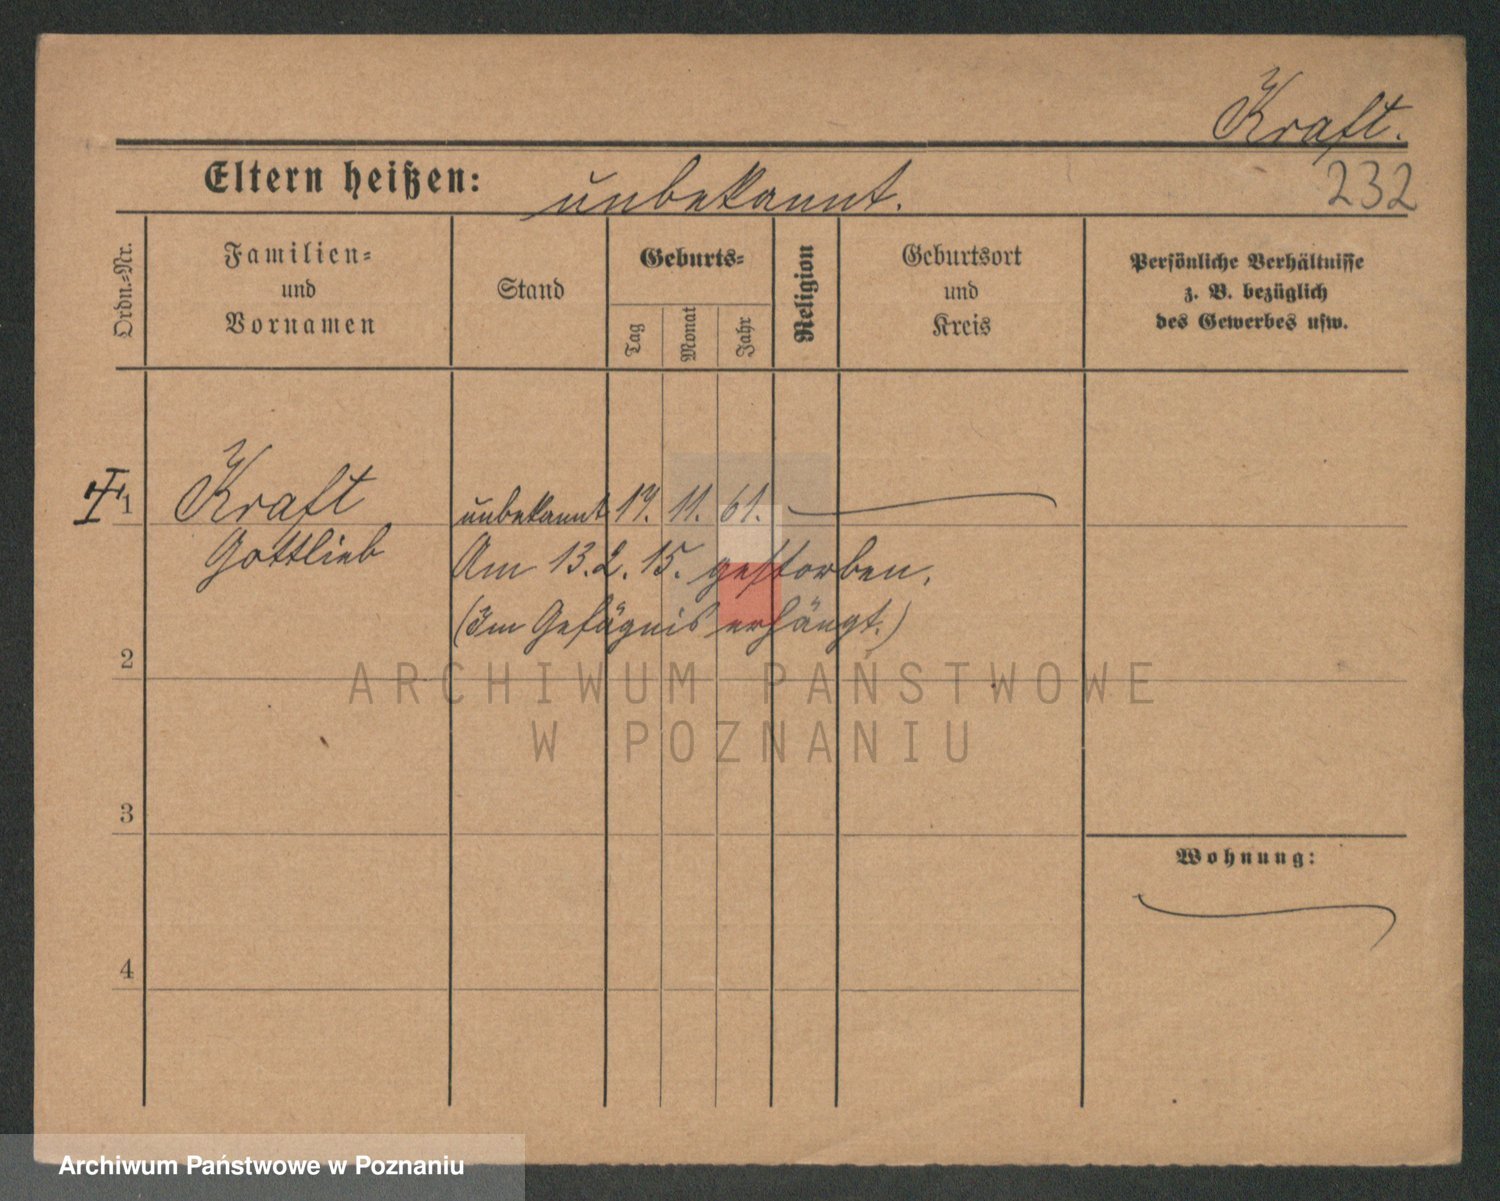 Kraft.
232
Eltern heißen: unbekannt.
Ordn.-Nr.
Familien-
und
Vornamen
Stand
Geburts-
Tag
Monat
Jahr
Religion
Geburtsort
und
Kreis
Persönliche Verhältnisse
z. B. bezüglich
des Gewerbes usw.
1 Kraft unbekannt 11. 61.
Gottlieb Am 13.2.15. gestorben.
(Im Gefägnis erhängt.)
2
ARCHIWUM PAŃSTWOWE
W POZNANIU
3
Wohnung:
4
Archiwum Państwowe w Poznaniu